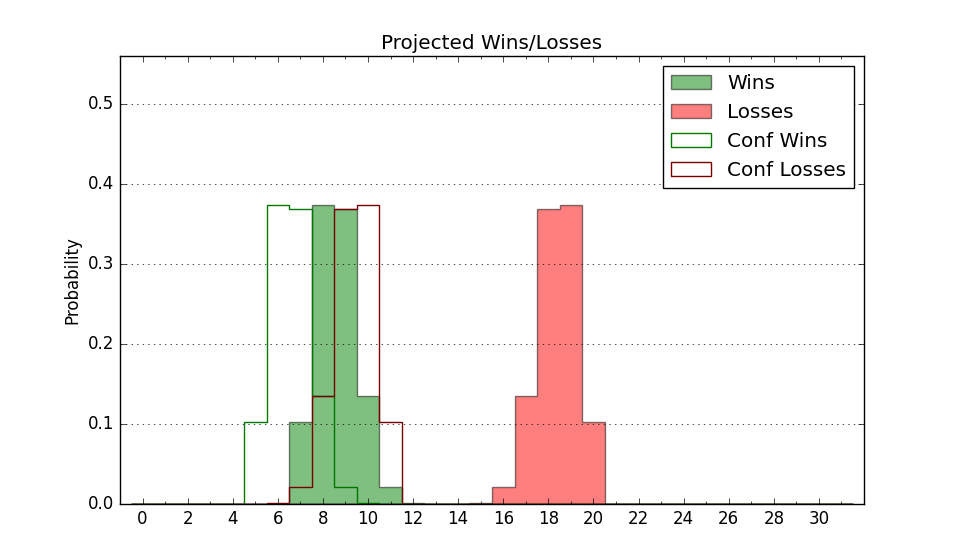 Projected Wins/Losses
Wins
Losses
Conf Wins
Conf Losses
Probability
0.5
0.4
0.3
0.2
0.1
0.0
0 2 4 6 8 10 12 14 16 18 20 22 24 26 28 30